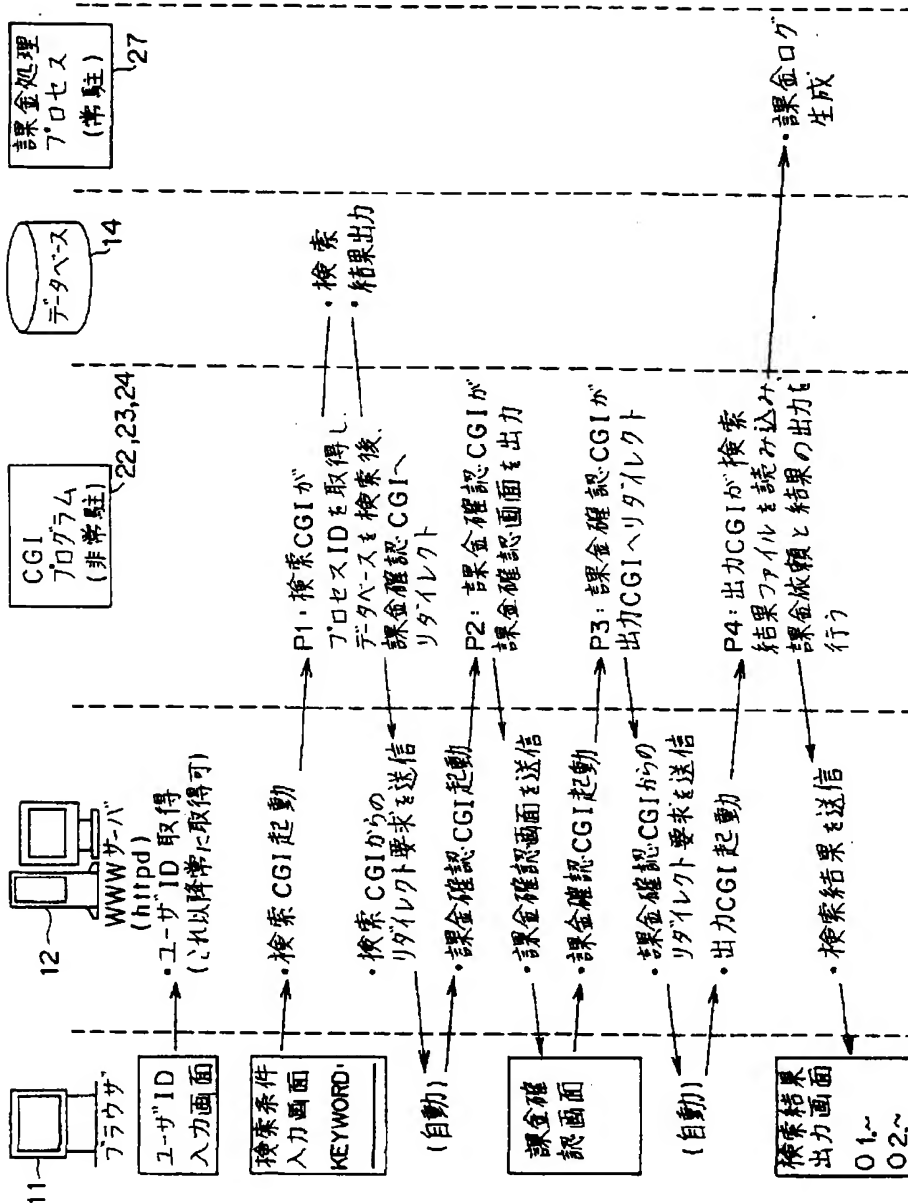 11
ブラウザ
12
WWWサーバ
(httpd)
CGI
プログラム
(非常駐)
22,23,24
データベース
14
課金処理
プロセス
(常駐)
27
ユーザID
入力画面
・ユーザID取得
(これ以降常に取得可)
検索条件
入力画面
KEYWORD:
・検索CGI起動
P1:検索CGIが
プロセスIDを取得し、
データベースを検索後、
課金確認CGIへ
リダイレクト
・検索
・結果出力
・検索CGIからの
リダイレクト要求を送信
(自動)
・課金確認CGI起動
P2:課金確認CGIが
課金確認画面を出力
・課金確認画面を送信
課金確
認画面
・課金確認CGI起動
P3:課金確認CGIが
出力CGIへリダイレクト
・課金確認CGIからの
リダイレクト要求を送信
(自動)
・出力CGI起動
P4:出力CGIが検索
結果ファイルを読み込み、
課金依頼と結果の出力を
行う
・課金ログ
生成
・検索結果を送信
検索結果
出力画面
01.~
02.~